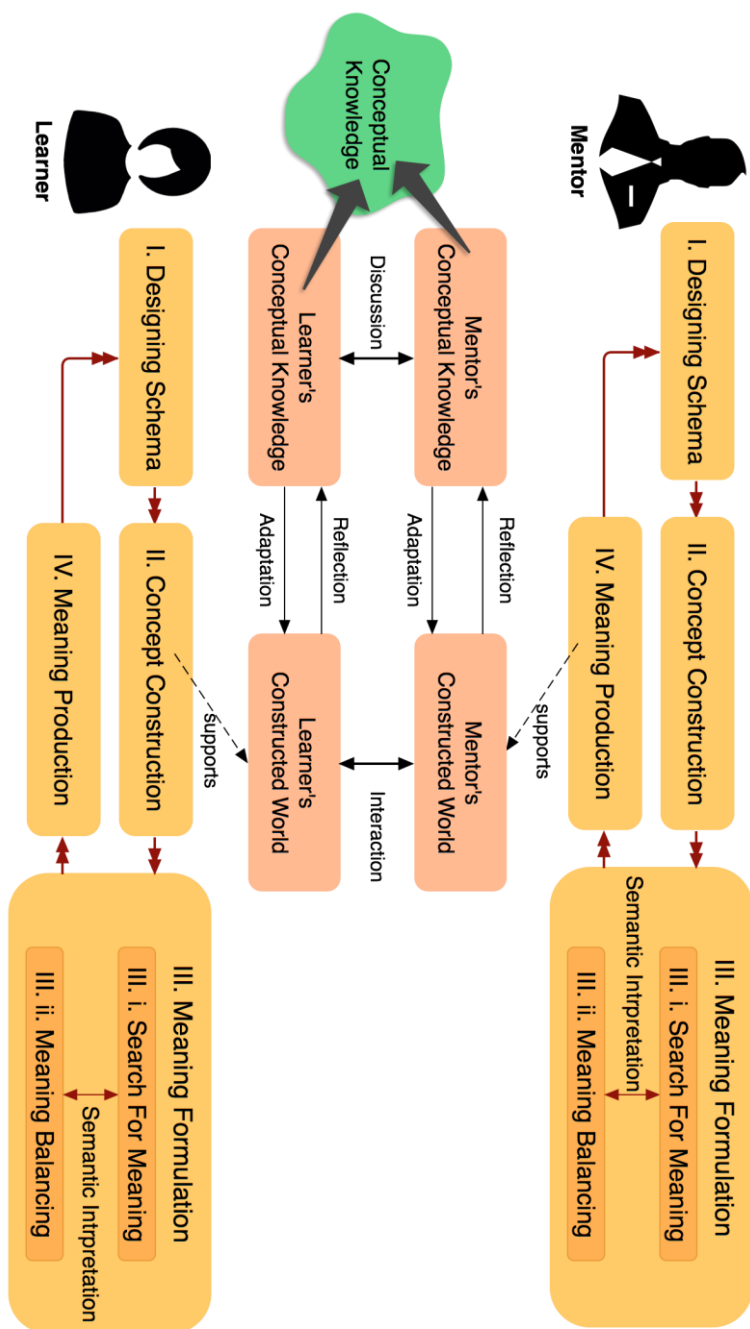 Mentor
I. Designing Schema
II. Concept Construction
III. Meaning Formulation
III. i. Search For Meaning
Semantic Intrpretation
III. ii. Meaning Balancing
IV. Meaning Production
supports
Mentor's
Conceptual Knowledge
Reflection
Adaptation
Mentor's
Constructed World
Conceptual
Knowledge
Discussion
Interaction
Learner's
Conceptual Knowledge
Reflection
Adaptation
Learner's
Constructed World
supports
Learner
I. Designing Schema
II. Concept Construction
III. Meaning Formulation
III. i. Search For Meaning
Semantic Intrpretation
III. ii. Meaning Balancing
IV. Meaning Production